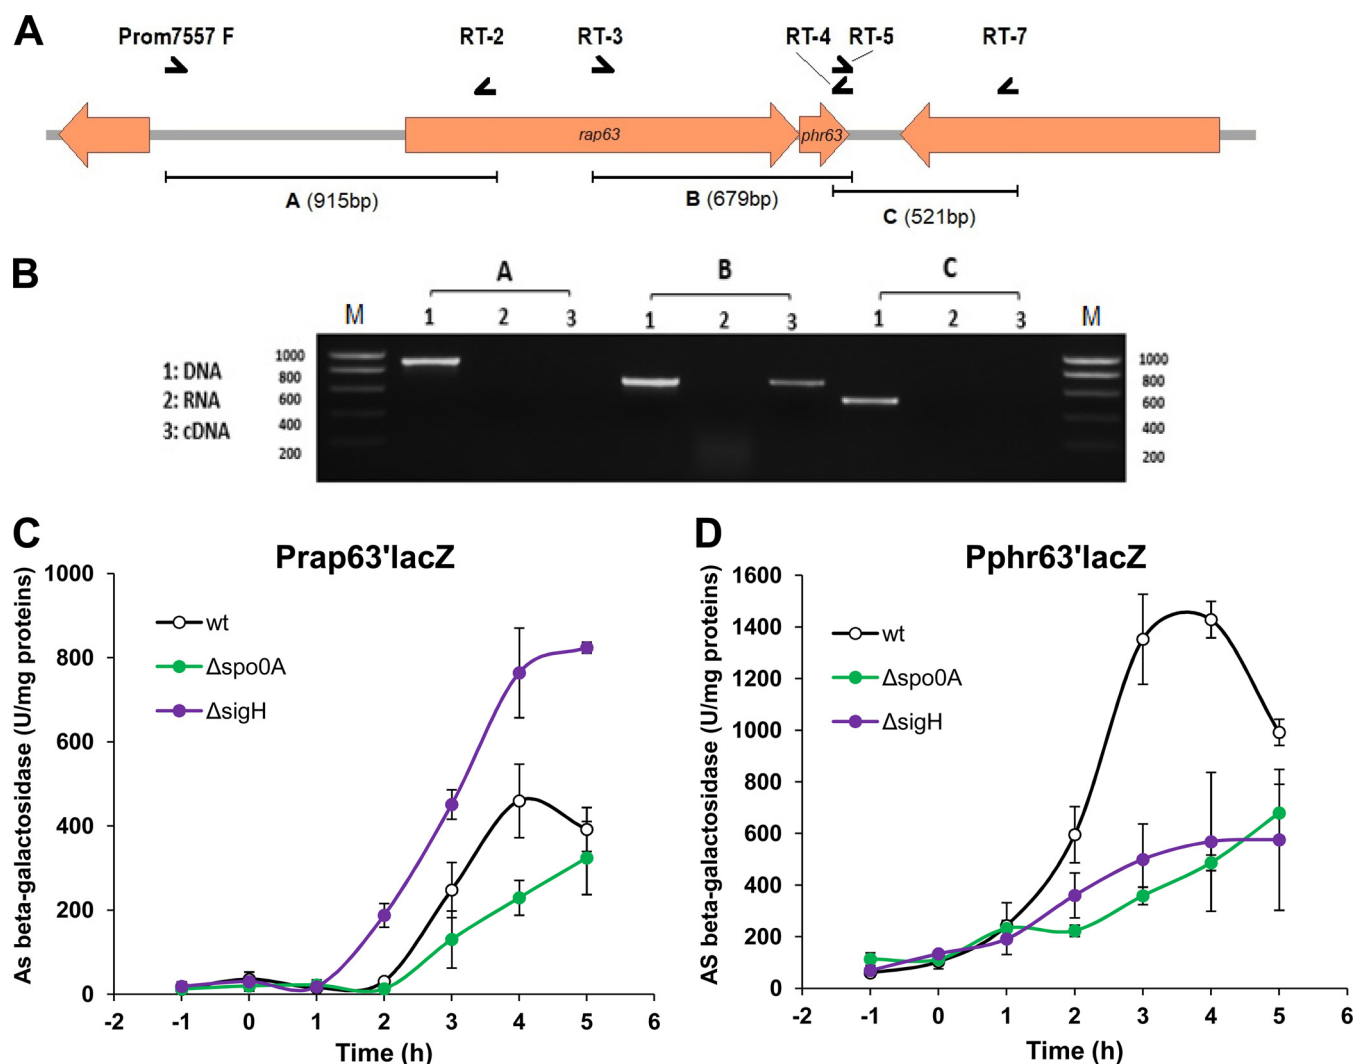 A
Prom7557 F RT-2 RT-3 RT-4 RT-5 RT-7
rap63 phr63
A (915bp) B (679bp) C (521bp)
B
A B C
M 1 2 3 1 2 3 1 2 3 M
1: DNA
2: RNA
3: cDNA
1000
800
600
400
200
1000
800
600
400
200
C
Prap63'lacZ
As beta-galactosidase (U/mg proteins)
1000
800
600
400
200
0
wt
Δspo0A
ΔsigH
-2 -1 0 1 2 3 4 5 6
Time (h)
D
Pphr63'lacZ
AS beta-galactosidase (U/mg proteins)
1600
1400
1200
1000
800
600
400
200
0
wt
Δspo0A
ΔsigH
-2 -1 0 1 2 3 4 5 6
Time (h)